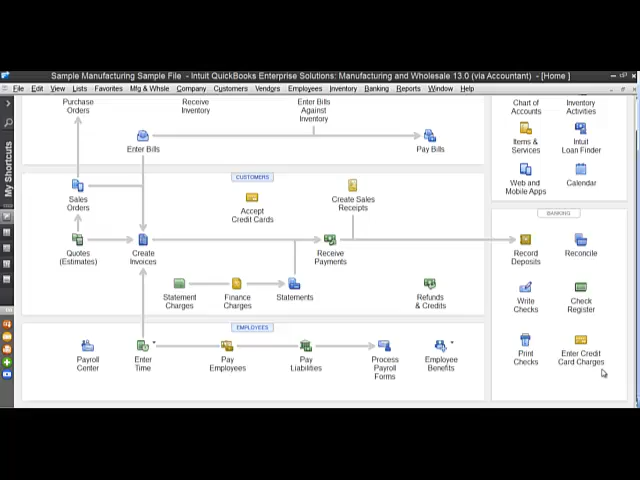 Sample Manufacturing Sample File - Intuit QuickBooks Enterprise Solutions: Manufacturing and Wholesale 13.0 (via Accountant) - [Home ]
File Edit View Lists Favorites Mfg & Whsle Company Customers Vendors Employees Inventory Banking Reports Window Help
My Shortcuts
Purchase
Orders
Receive
Inventory
Enter Bills
Against
Inventory
Enter Bills
Pay Bills
CUSTOMERS
Sales
Orders
Accept
Credit Cards
Create Sales
Receipts
Quotes
(Estimates)
Create
Invoices
Receive
Payments
Statement
Charges
Finance
Charges
Statements
Refunds
& Credits
EMPLOYEES
Payroll
Center
Enter
Time
Pay
Employees
Pay
Liabilities
Process
Payroll
Forms
Employee
Benefits
Chart of
Accounts
Inventory
Activities
Items &
Services
Intuit
Loan Finder
Web and
Mobile Apps
Calendar
BANKING
Record
Deposits
Reconcile
Write
Checks
Check
Register
Print
Checks
Enter Credit
Card Charges